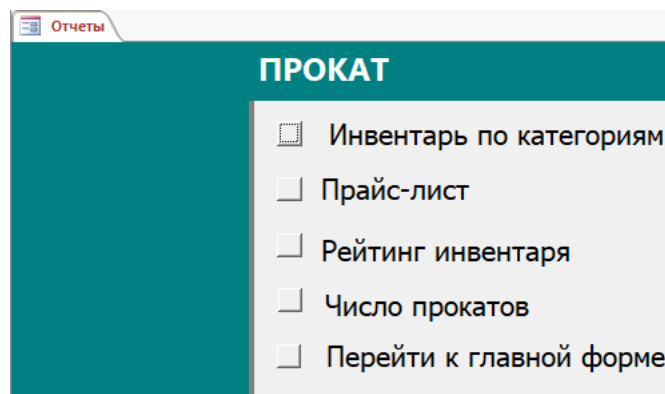 Отчеты
ПРОКАТ
Инвентарь по категориям
Прайс-лист
Рейтинг инвентаря
Число прокатов
Перейти к главной форме